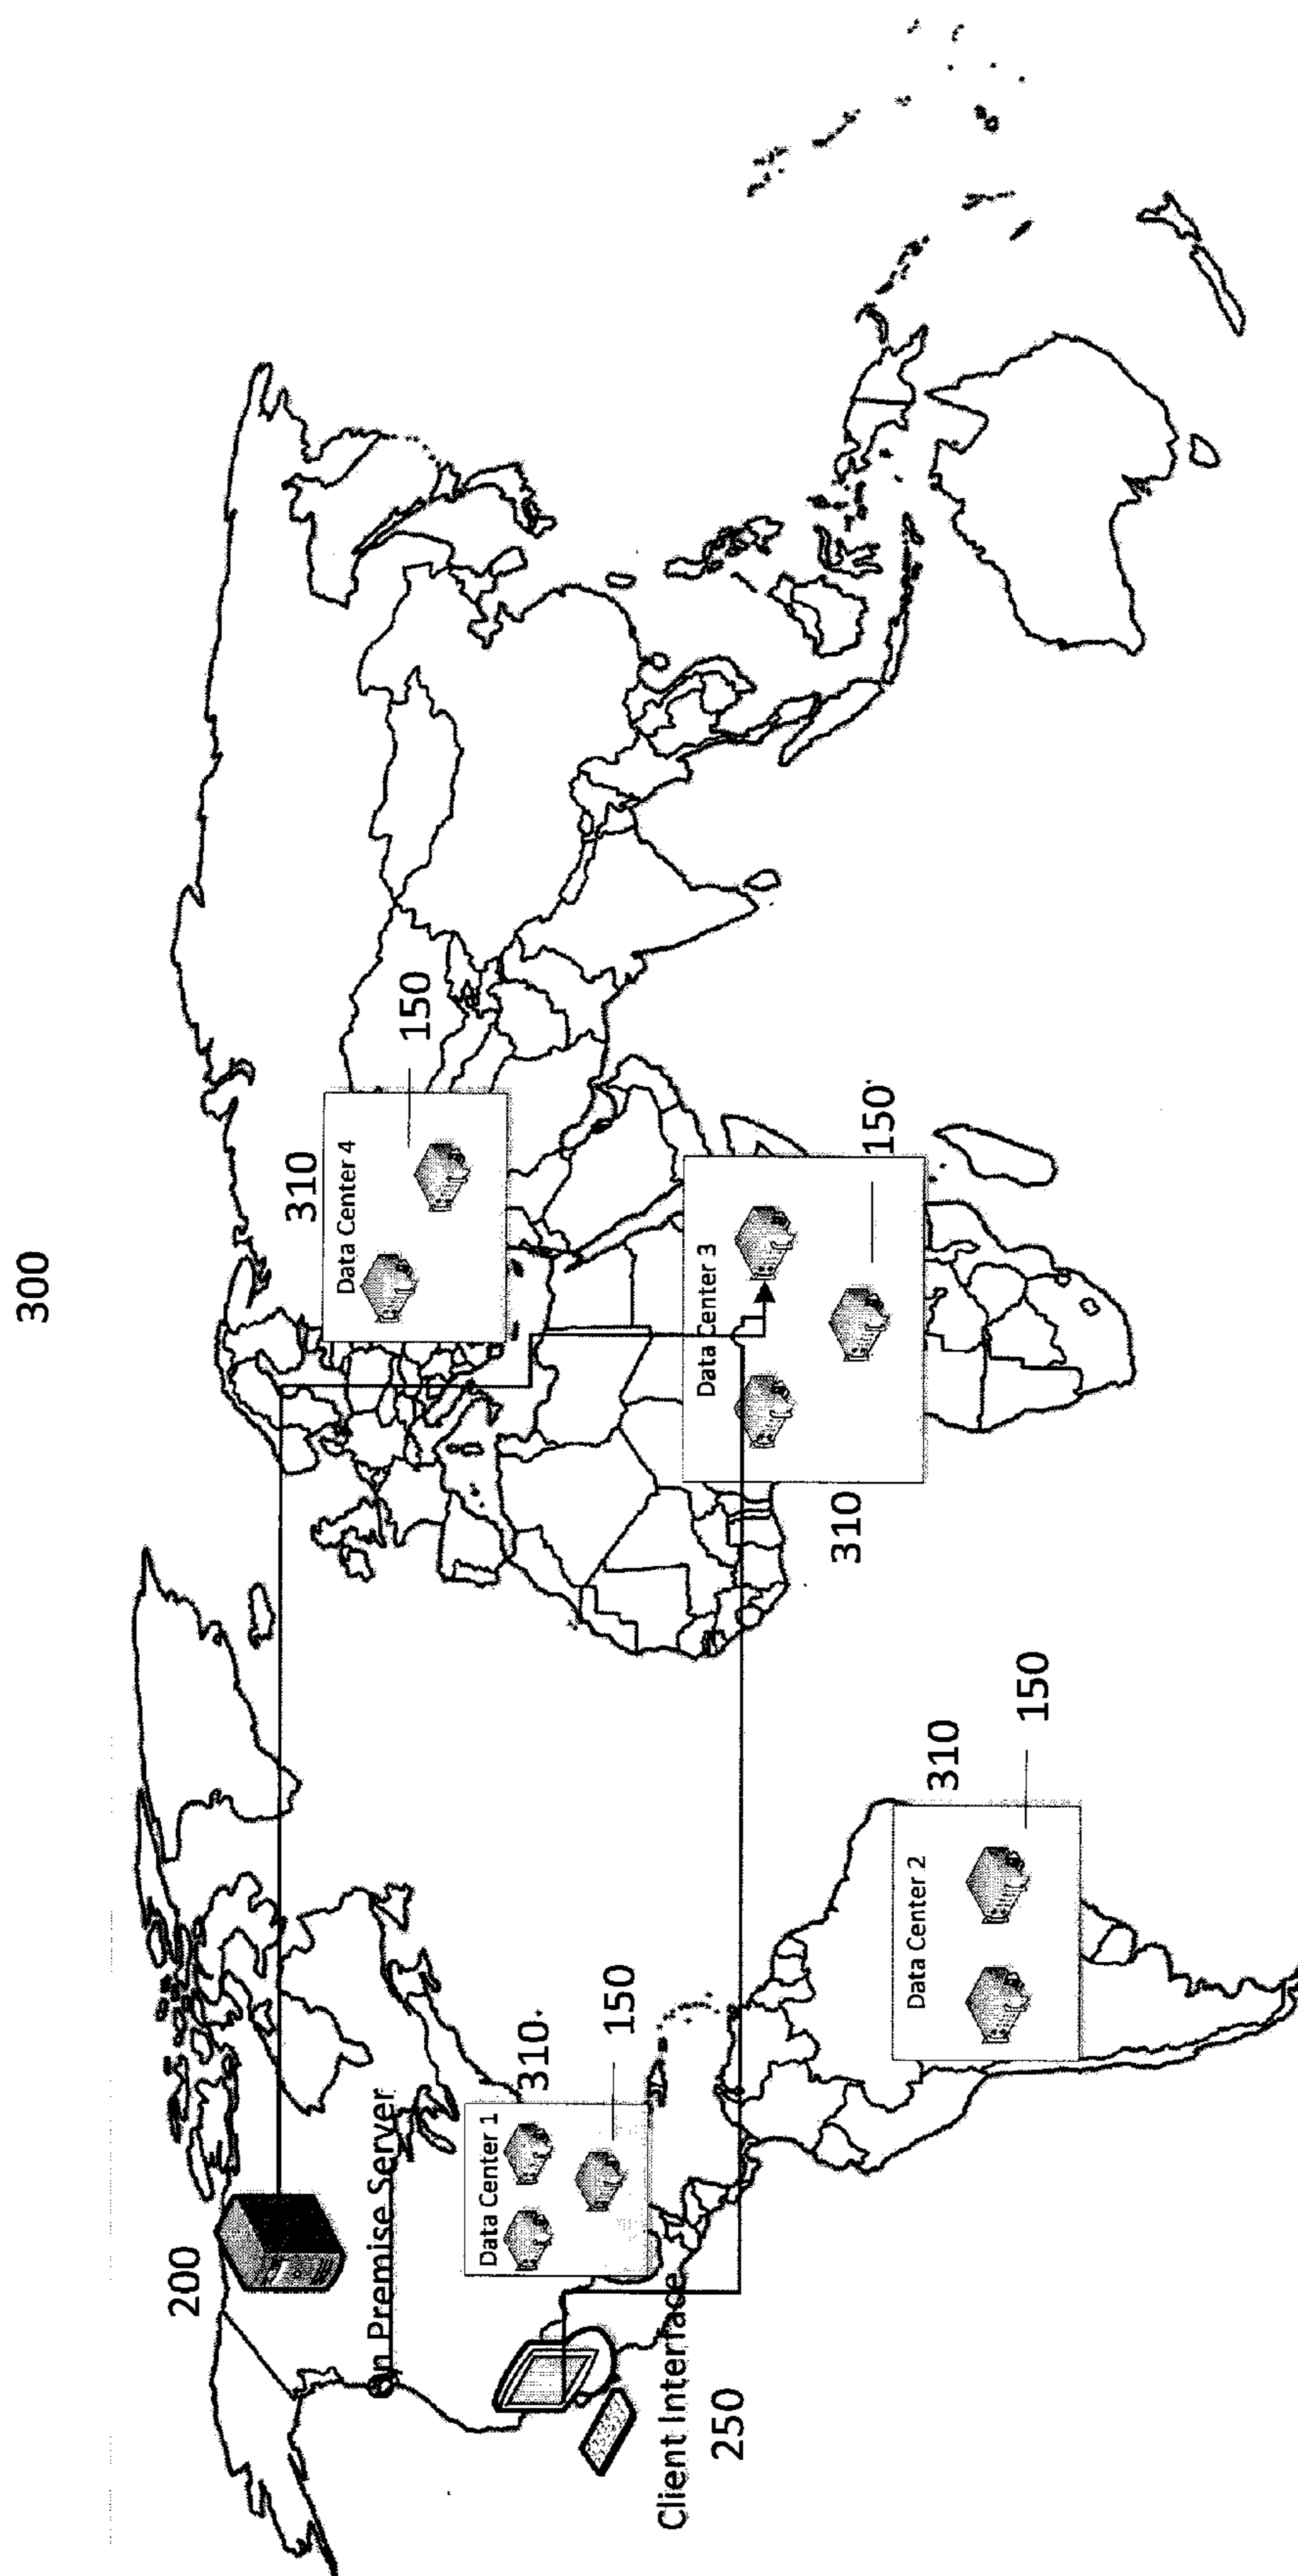 300
200
On Premise Server
Data Center 1
310
150
Client Interface
250
Data Center 2
310
150
Data Center 3
310
150
Data Center 4
310
150